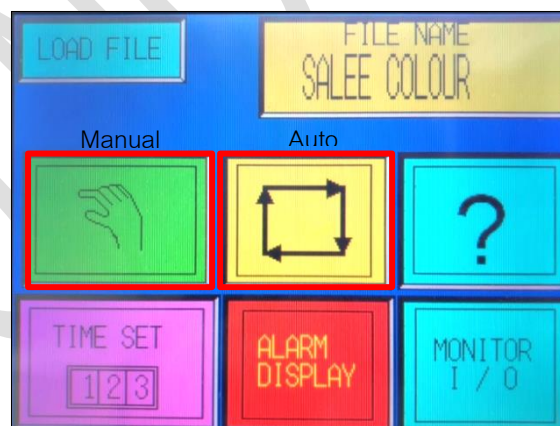 LOAD FILE
FILE NAME
SALEE COLOUR
Manual
Auto
?
TIME SET
123
ALARM
DISPLAY
MONITOR
I / O